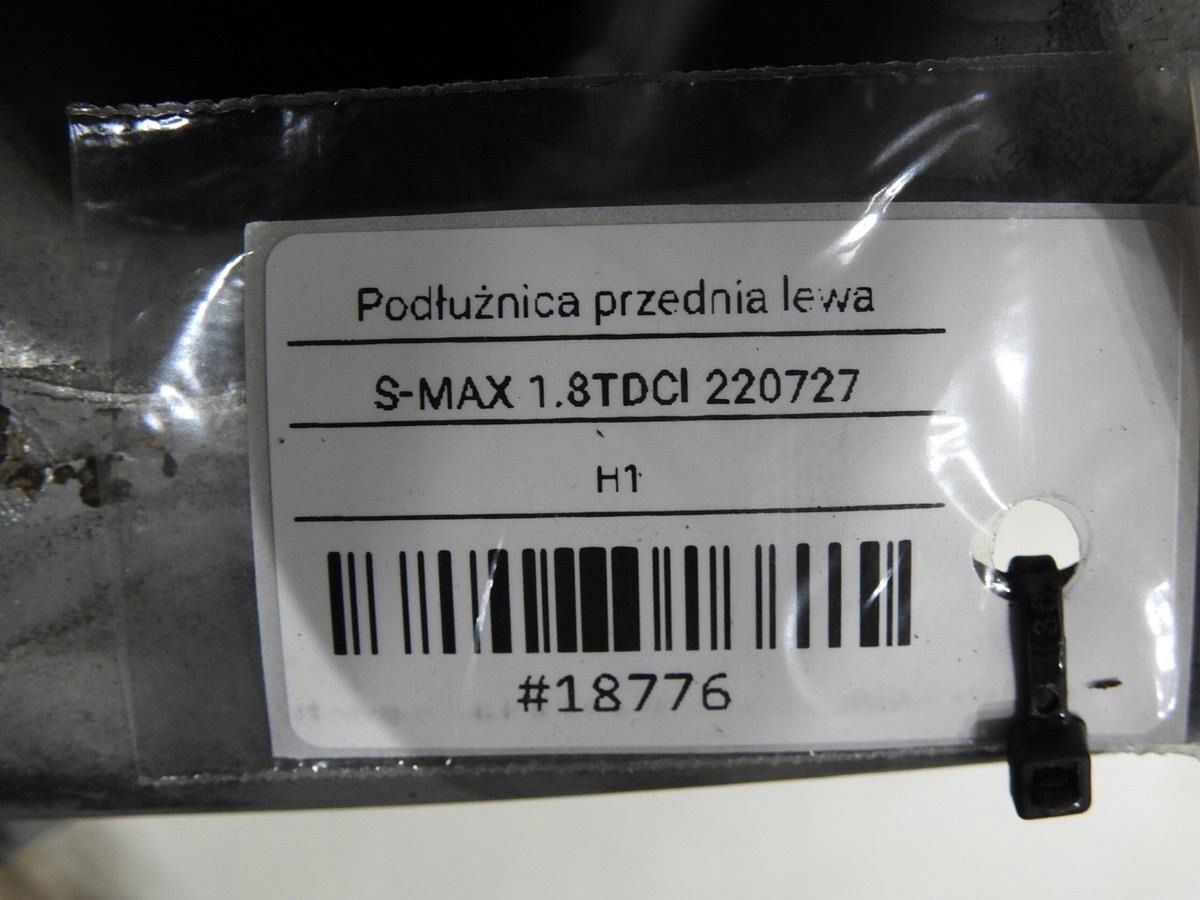 Podłużnica przednia lewa
S-MAX 1.8TDCI 220727
H1
#18776